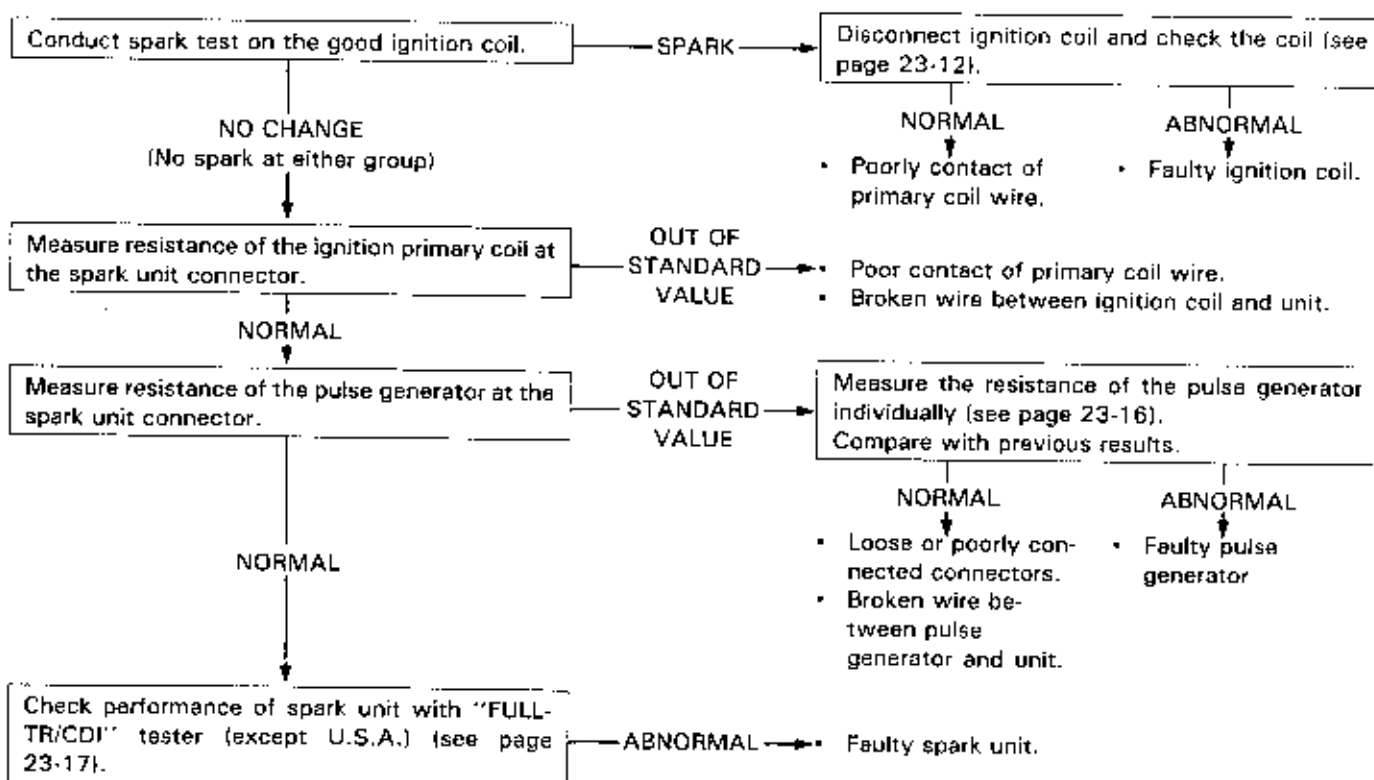 Conduct spark test on the good ignition coil.
SPARK
Disconnect ignition coil and check the coil (see
page 23-12).
NO CHANGE
(No spark at either group)
NORMAL
ABNORMAL
• Poorly contact of
primary coil wire.
• Faulty ignition coil.
Measure resistance of the ignition primary coil at
the spark unit connector.
OUT OF
STANDARD
VALUE
• Poor contact of primary coil wire.
• Broken wire between ignition coil and unit.
NORMAL
Measure resistance of the pulse generator at the
spark unit connector.
OUT OF
STANDARD
VALUE
Measure the resistance of the pulse generator
individually (see page 23-16).
Compare with previous results.
NORMAL
ABNORMAL
• Loose or poorly con-
nected connectors.
• Broken wire be-
tween pulse
generator and unit.
• Faulty pulse
generator
NORMAL
Check performance of spark unit with "FULL-
TR/CDI" tester (except U.S.A.) (see page
23-17).
ABNORMAL
• Faulty spark unit.